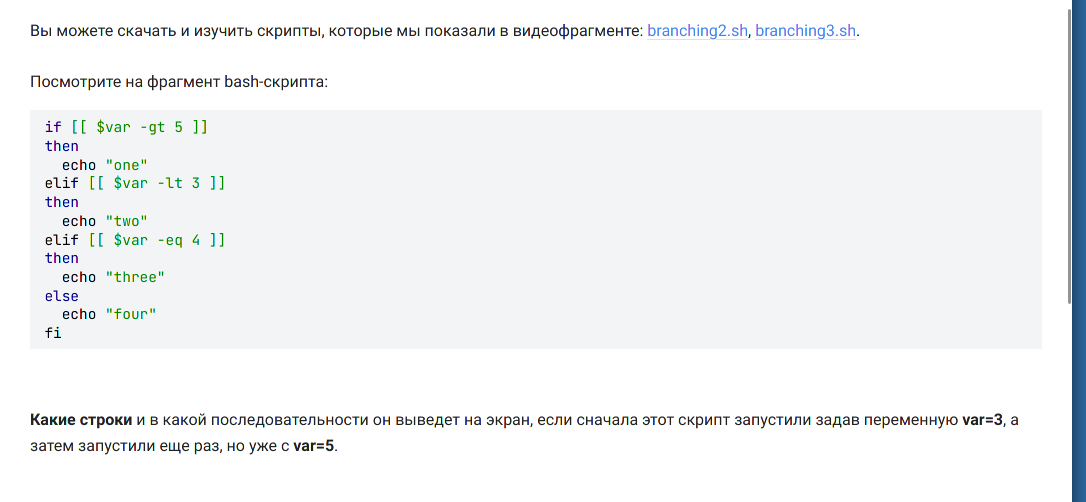 Вы можете скачать и изучить скрипты, которые мы показали в видеофрагменте: branching2.sh, branching3.sh.
Посмотрите на фрагмент bash-скрипта:
if [[ $var -gt 5 ]]
then
  echo "one"
elif [[ $var -lt 3 ]]
then
  echo "two"
elif [[ $var -eq 4 ]]
then
  echo "three"
else
  echo "four"
fi
Какие строки и в какой последовательности он выведет на экран, если сначала этот скрипт запустили задав переменную var=3, а
затем запустили еще раз, но уже с var=5.